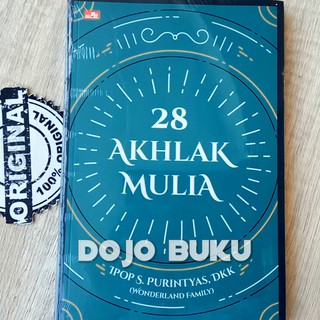 28
AKHLAK
MULIA
DOJO BUKU
IPOP S. PURINTYAS, DKK
(WONDERLAND FAMILY)
ORIGINAL
100%
ORIGINAL